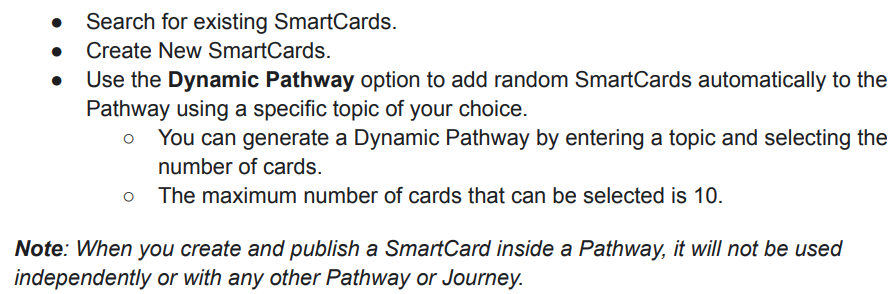 ● Search for existing SmartCards.
● Create New SmartCards.
● Use the Dynamic Pathway option to add random SmartCards automatically to the
Pathway using a specific topic of your choice.
○ You can generate a Dynamic Pathway by entering a topic and selecting the
number of cards.
○ The maximum number of cards that can be selected is 10.
Note: When you create and publish a SmartCard inside a Pathway, it will not be used
independently or with any other Pathway or Journey.